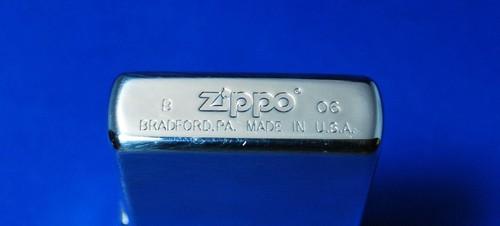 B zippo® 06
BRADFORD, PA. MADE IN U.S.A.